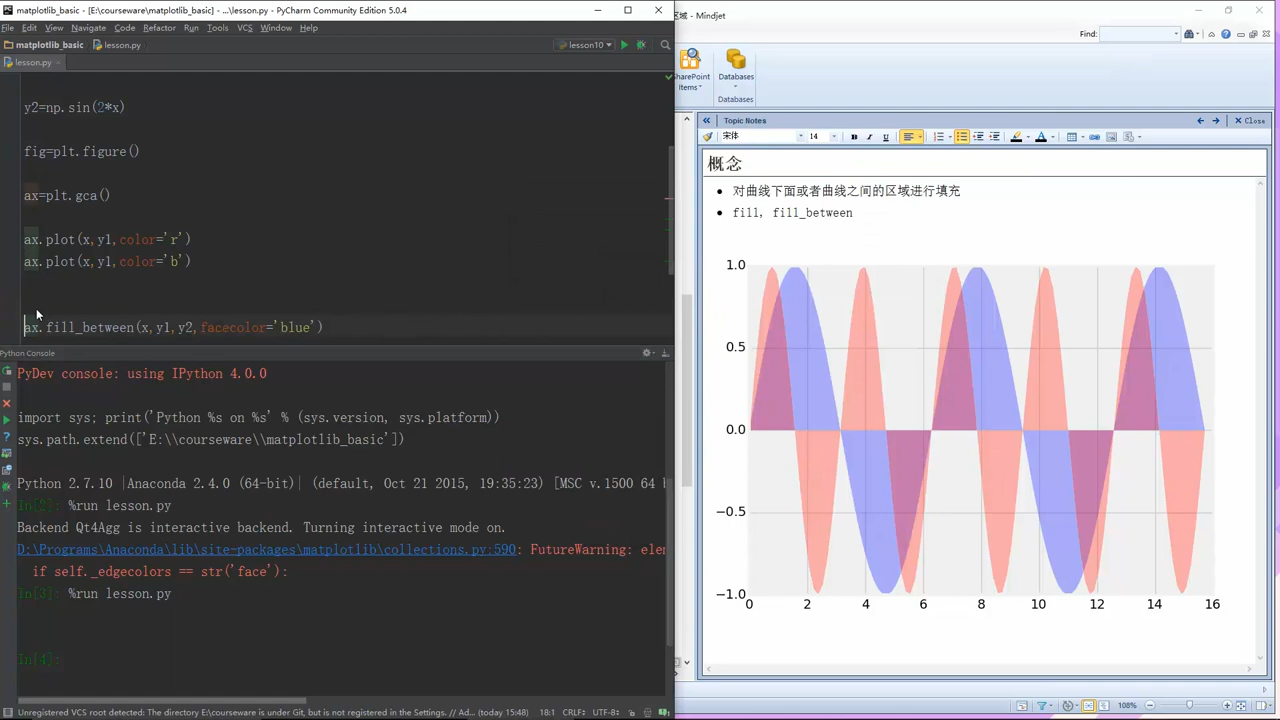 matplotlib_basic - [E:\courseware\matplotlib_basic] - ...\lesson.py - PyCharm Community Edition 5.0.4
File Edit View Navigate Code Refactor Run Tools VCS Window Help
matplotlib_basic lesson.py lesson10
lesson.py
y2=np.sin(2*x)
fig=plt.figure()
ax=plt.gca()
ax.plot(x,y1,color='r')
ax.plot(x,y1,color='b')
ax.fill_between(x,y1,y2,facecolor='blue')
Python Console
PyDev console: using IPython 4.0.0
import sys; print('Python %s on %s' % (sys.version, sys.platform))
sys.path.extend(['E:\\courseware\\matplotlib_basic'])
Python 2.7.10 |Anaconda 2.4.0 (64-bit)| (default, Oct 21 2015, 19:35:23) [MSC v.1500 64 b
In[2]: %run lesson.py
Backend Qt4Agg is interactive backend. Turning interactive mode on.
D:\Programs\Anaconda\lib\site-packages\matplotlib\collections.py:590: FutureWarning: elem
if self._edgecolors == str('face'):
In[3]: %run lesson.py
In[4]:
Unregistered VCS root detected: The directory E:\courseware is under Git, but is not registered in the Settings. // Ad... (today 15:48) 18:1 CRLF÷ UTF-8÷
区域 - Mindjet
Find:
SharePoint Items
Databases
Databases
Topic Notes Close
宋体 14
概念
对曲线下面或者曲线之间的区域进行填充
fill, fill_between
1.0
0.5
0.0
−0.5
−1.0
0 2 4 6 8 10 12 14 16
108%